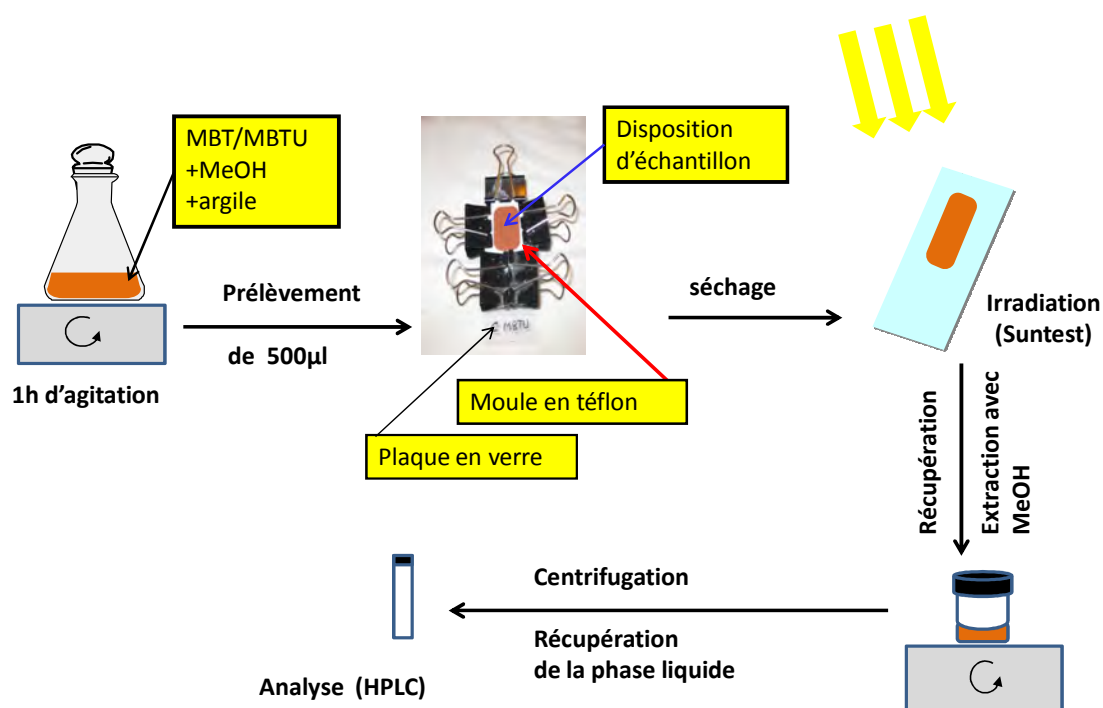 MBT/MBTU
+MeOH
+argile
1h d'agitation
Prélèvement
de 500µl
Disposition
d'échantillon
MBTU
Moule en téflon
Plaque en verre
séchage
Irradiation
(Suntest)
Récupération
Extraction avec
MeOH
Centrifugation
Récupération
de la phase liquide
Analyse (HPLC)